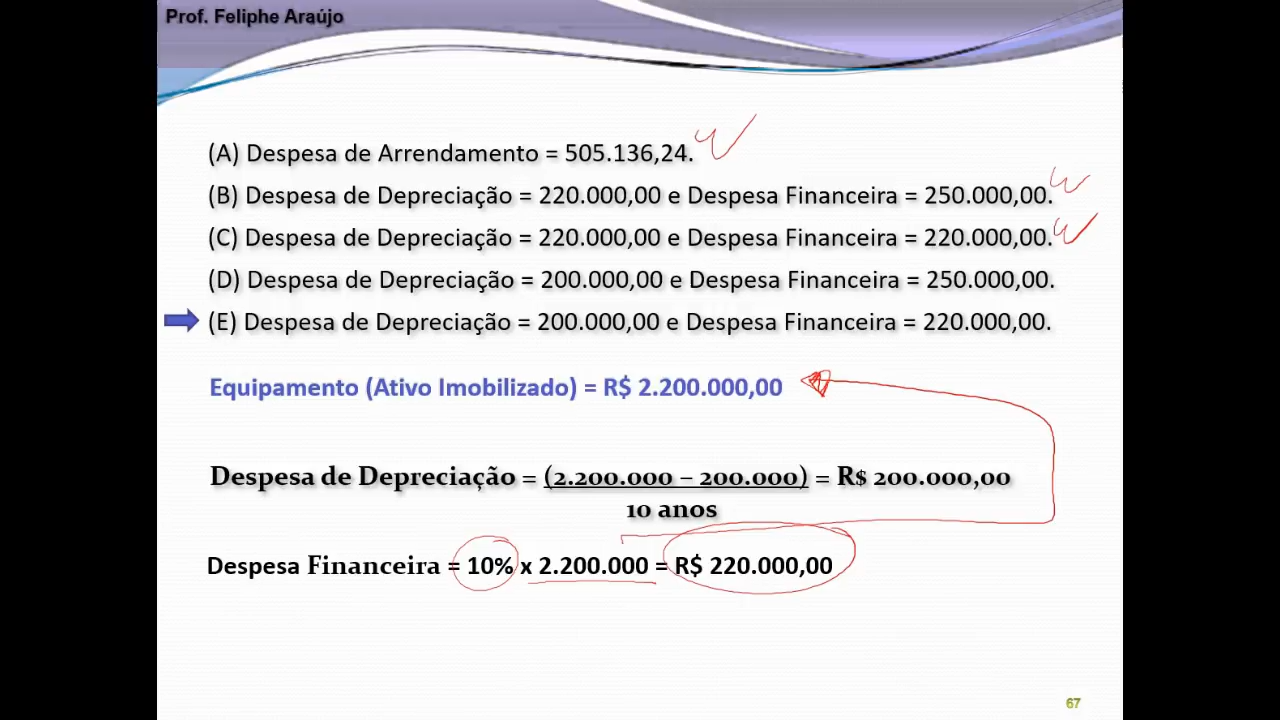 Prof. Feliphe Araújo
(A) Despesa de Arrendamento = 505.136,24.
(B) Despesa de Depreciação = 220.000,00 e Despesa Financeira = 250.000,00.
(C) Despesa de Depreciação = 220.000,00 e Despesa Financeira = 220.000,00.
(D) Despesa de Depreciação = 200.000,00 e Despesa Financeira = 250.000,00.
(E) Despesa de Depreciação = 200.000,00 e Despesa Financeira = 220.000,00.
Equipamento (Ativo Imobilizado) = R$ 2.200.000,00
Despesa de Depreciação = (2.200.000 – 200.000) = R$ 200.000,00
10 anos
Despesa Financeira = 10% x 2.200.000 = R$ 220.000,00
67